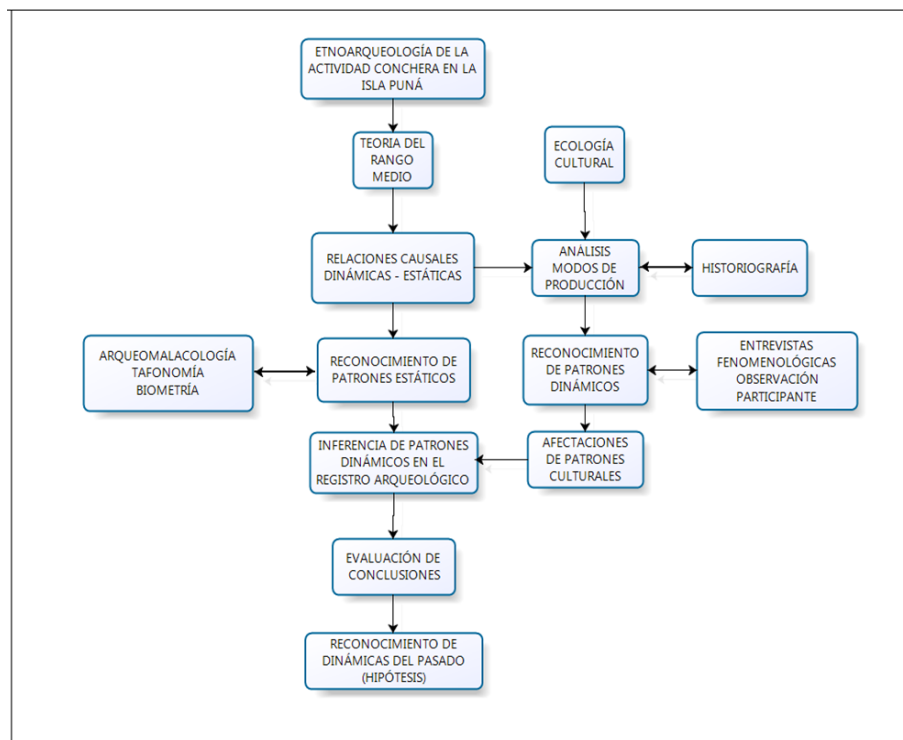 ETNOARQUEOLOGÍA DE LA
ACTIVIDAD CONCHERA EN LA
ISLA PUNÁ
TEORIA DEL
RANGO
MEDIO
ECOLOGÍA
CULTURAL
RELACIONES CAUSALES
DINÁMICAS - ESTÁTICAS
ANÁLISIS
MODOS DE
PRODUCCIÓN
HISTORIOGRAFÍA
ARQUEOMALACOLOGÍA
TAFONOMÍA
BIOMETRÍA
RECONOCIMIENTO DE
PATRONES ESTÁTICOS
RECONOCIMIENTO
DE PATRONES
DINÁMICOS
ENTREVISTAS
FENOMENOLÓGICAS
OBSERVACIÓN
PARTICIPANTE
INFERENCIA DE PATRONES
DINÁMICOS EN EL
REGISTRO ARQUEOLÓGICO
AFECTACIONES
DE PATRONES
CULTURALES
EVALUACIÓN DE
CONCLUSIONES
RECONOCIMIENTO DE
DINÁMICAS DEL PASADO
(HIPÓTESIS)